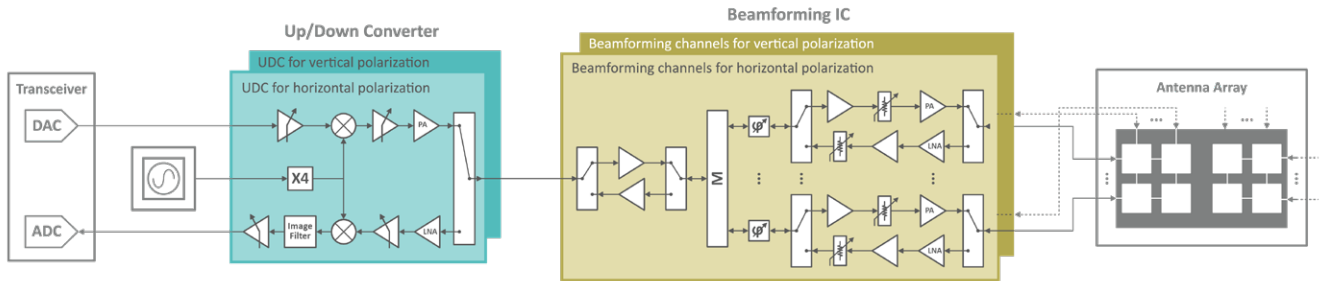 Up/Down Converter
Beamforming IC
UDC for vertical polarization
UDC for horizontal polarization
Beamforming channels for vertical polarization
Beamforming channels for horizontal polarization
Transceiver
DAC
ADC
PA
X4
Image
Filter
LNA
M
φ
φ
PA
LNA
PA
LNA
Antenna Array